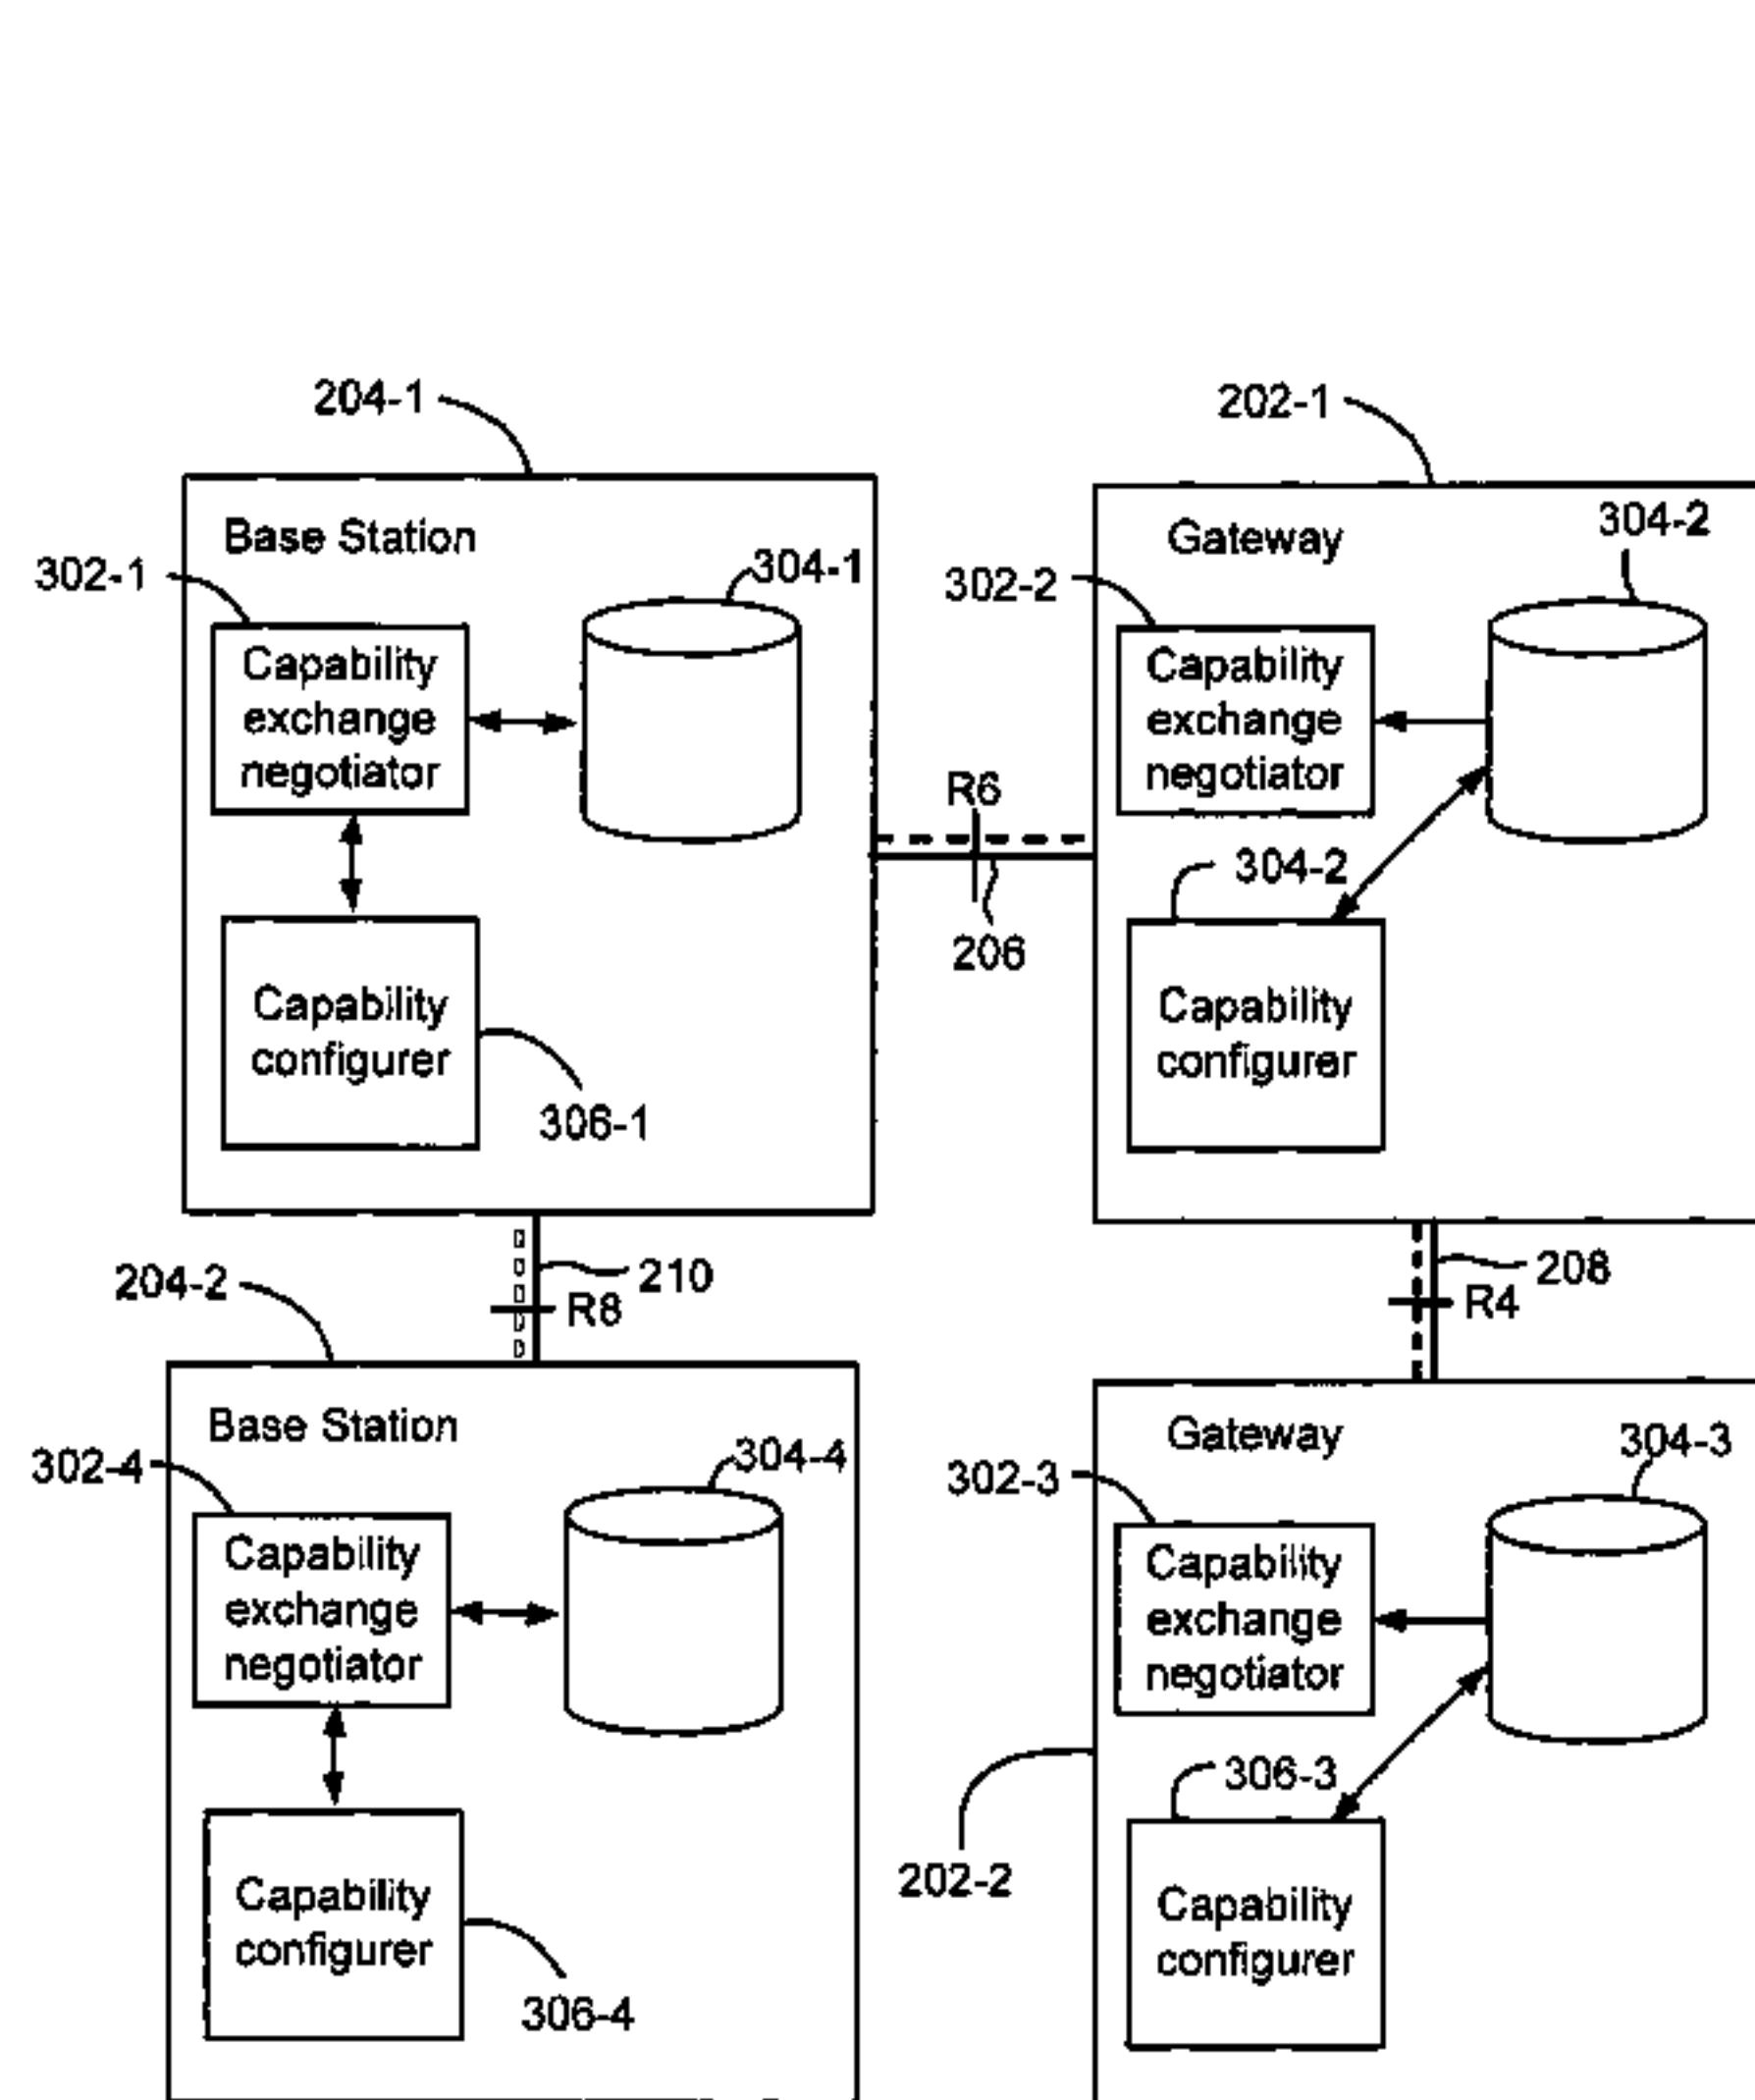 204-1
202-1
Base Station
Gateway
304-2
302-1
304-1
302-2
Capability
exchange
negotiator
Capability
exchange
negotiator
R6
304-2
206
Capability
configurer
Capability
configurer
306-1
204-2
210
R8
208
R4
Base Station
Gateway
304-3
302-4
304-4
302-3
Capability
exchange
negotiator
Capability
exchange
negotiator
306-3
202-2
Capability
configurer
Capability
configurer
306-4